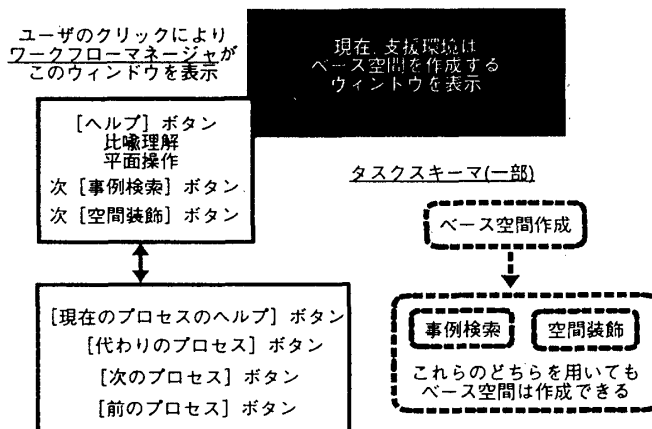 ユーザのクリックにより
ワークフローマネージャが
このウィンドウを表示
現在、支援環境は
ベース空間を作成する
ウィントウを表示
[ヘルプ] ボタン
比喩理解
平面操作
次 [事例検索] ボタン
次 [空間装飾] ボタン
タスクスキーマ(一部)
ベース空間作成
事例検索
空間装飾
これらのどちらを用いても
ベース空間は作成できる
[現在のプロセスのヘルプ] ボタン
[代わりのプロセス] ボタン
[次のプロセス] ボタン
[前のプロセス] ボタン